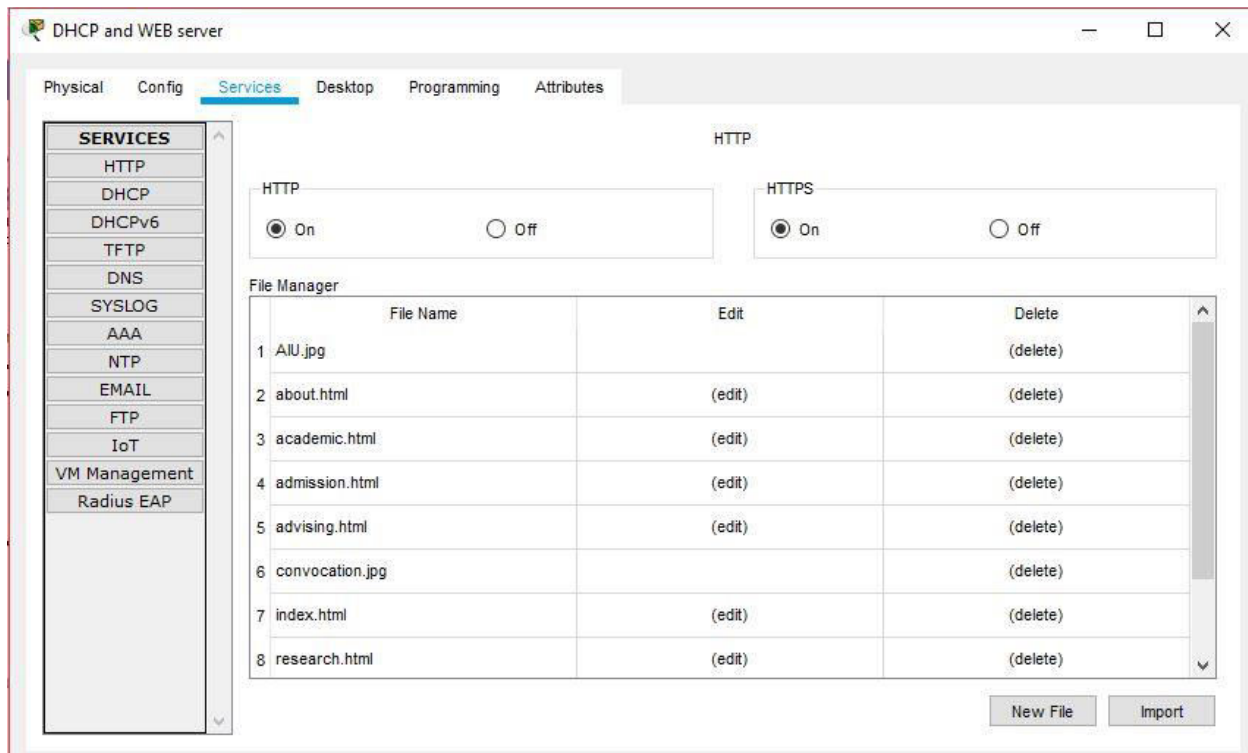 DHCP and WEB server
Physical Config Services Desktop Programming Attributes
SERVICES
HTTP
DHCP
DHCPv6
TFTP
DNS
SYSLOG
AAA
NTP
EMAIL
FTP
IoT
VM Management
Radius EAP
HTTP
HTTP
On Off
HTTPS
On Off
File Manager
File Name Edit Delete
1 AIU.jpg (delete)
2 about.html (edit) (delete)
3 academic.html (edit) (delete)
4 admission.html (edit) (delete)
5 advising.html (edit) (delete)
6 convocation.jpg (delete)
7 index.html (edit) (delete)
8 research.html (edit) (delete)
New File Import